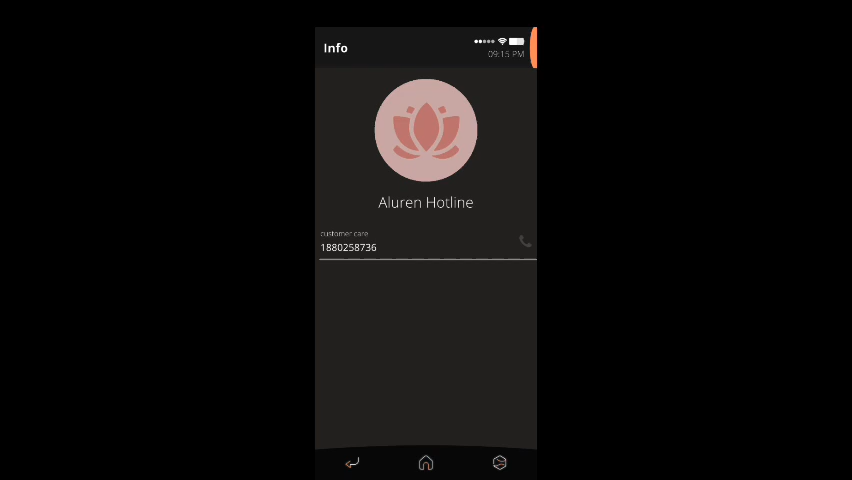 Info
09:15 PM
Aluren Hotline
customer care
1880258736